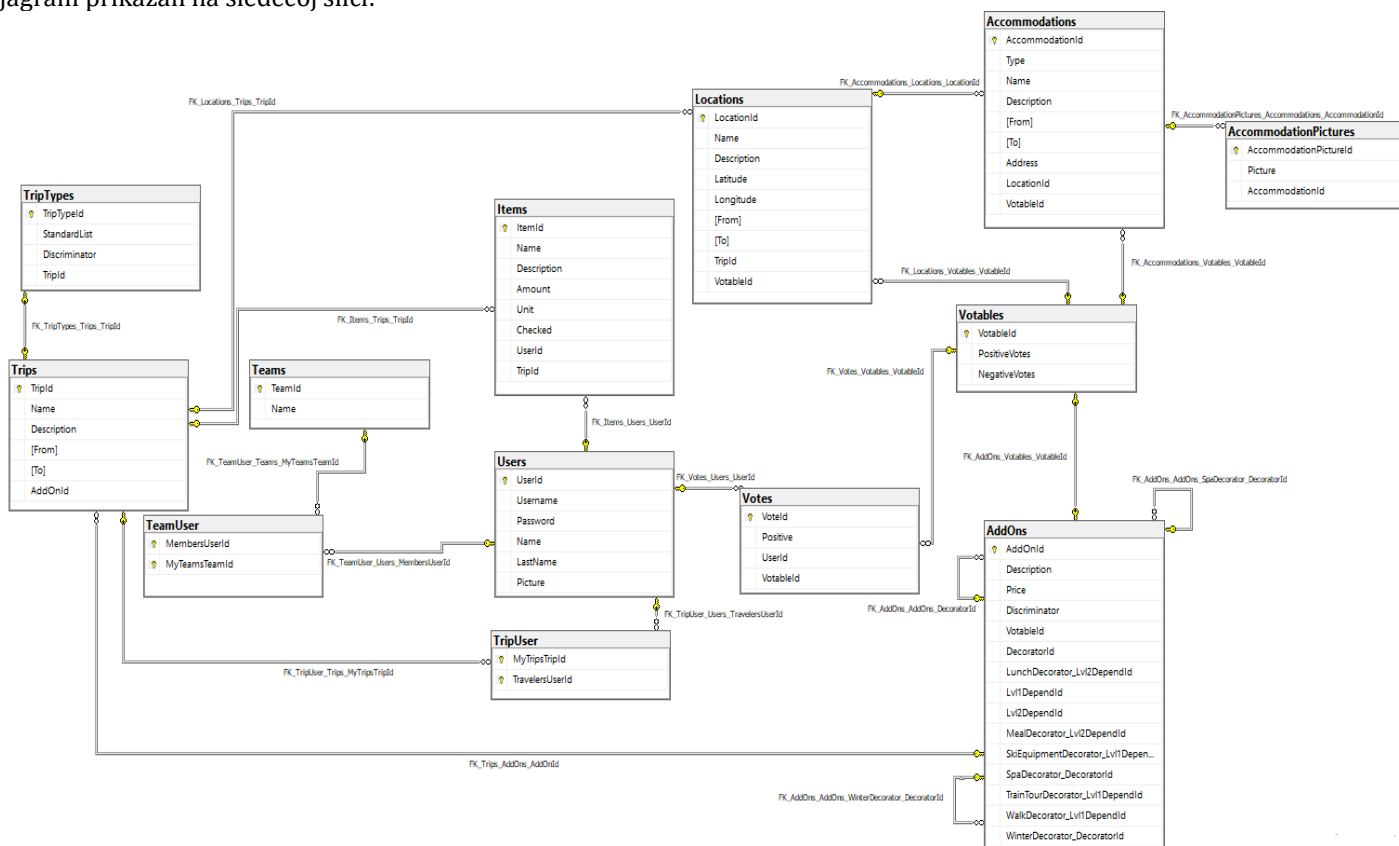 jagram prikazan na sledećoj slici:
Accommodations
AccommodationId
Type
Name
Description
[From]
[To]
Address
LocationId
VotableId
FK_Accommodations_Locations_LocationId
FK_Locations_Trips_TripId
Locations
LocationId
Name
Description
Latitude
Longitude
[From]
[To]
TripId
VotableId
FK_AccommodationPictures_Accommodations_AccommodationId
AccommodationPictures
AccommodationPictureId
Picture
AccommodationId
TripTypes
TripTypeId
StandardList
Discriminator
TripId
Items
ItemId
Name
Description
Amount
Unit
Checked
UserId
TripId
FK_Accommodations_Votables_VotableId
FK_Locations_Votables_VotableId
FK_TripTypes_Trips_TripId
FK_Items_Trips_TripId
Votables
VotableId
PositiveVotes
NegativeVotes
FK_Votes_Votables_VotableId
Trips
TripId
Name
Description
[From]
[To]
AddOnId
Teams
TeamId
Name
FK_Items_Users_UserId
FK_TeamUser_Teams_MyTeamsTeamId
FK_AddOns_Votables_VotableId
Users
UserId
Username
Password
Name
LastName
Picture
FK_Votes_Users_UserId
FK_AddOns_AddOns_SpaDecorator_DecoratorId
Votes
VoteId
Positive
UserId
VotableId
TeamUser
MembersUserId
MyTeamsTeamId
FK_TeamUser_Users_MembersUserId
AddOns
AddOnId
Description
Price
Discriminator
VotableId
DecoratorId
LunchDecorator_Lvl2DependId
Lvl1DependId
Lvl2DependId
MealDecorator_Lvl2DependId
SkiEquipmentDecorator_Lvl1Depen...
SpaDecorator_DecoratorId
TrainTourDecorator_Lvl1DependId
WalkDecorator_Lvl1DependId
WinterDecorator_DecoratorId
FK_AddOns_AddOns_DecoratorId
FK_TripUser_Users_TravelersUserId
TripUser
MyTripsTripId
TravelersUserId
FK_TripUser_Trips_MyTripsTripId
FK_Trips_AddOns_AddOnId
FK_AddOns_AddOns_WinterDecorator_DecoratorId